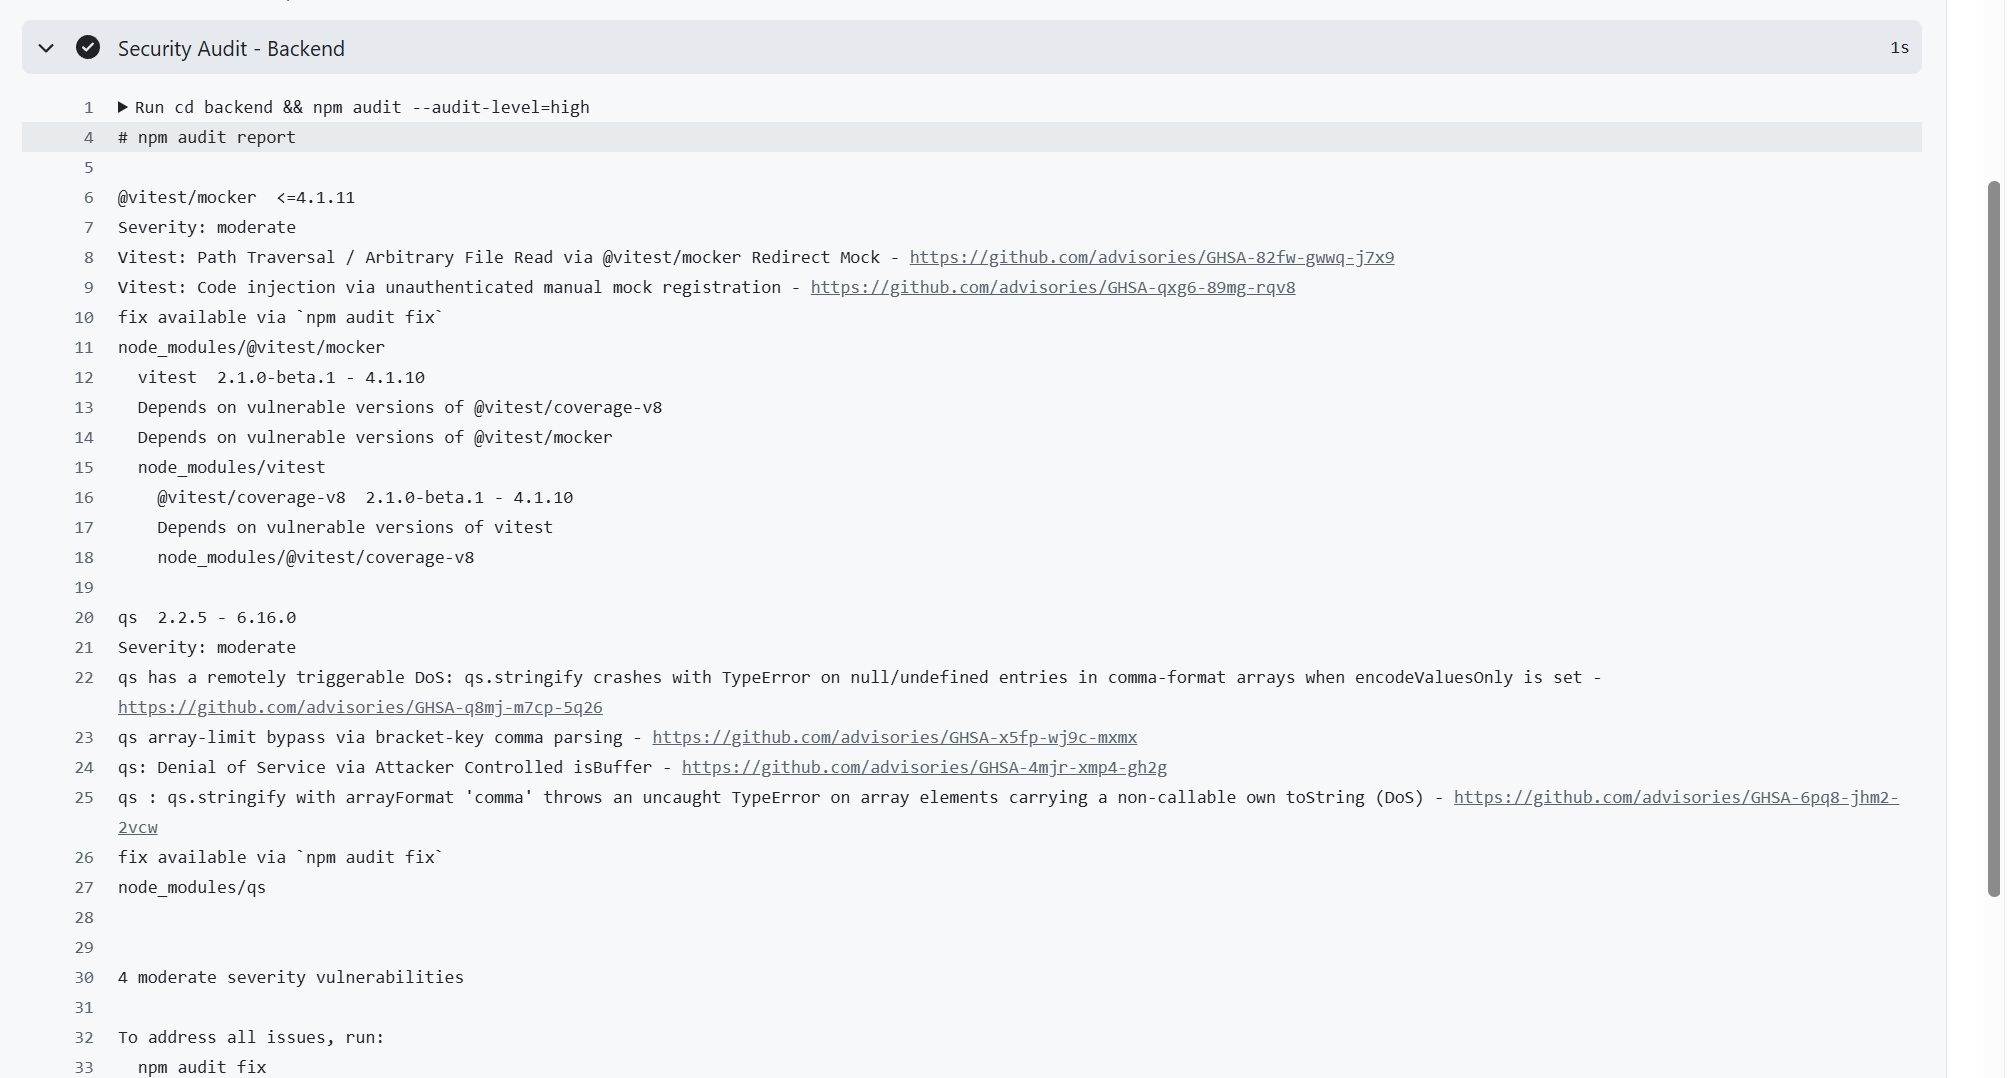 Security Audit - Backend
1s
1 Run cd backend && npm audit --audit-level=high
4 # npm audit report
5
6 @vitest/mocker  <=4.1.11
7 Severity: moderate
8 Vitest: Path Traversal / Arbitrary File Read via @vitest/mocker Redirect Mock - https://github.com/advisories/GHSA-82fw-gwwq-j7x9
9 Vitest: Code injection via unauthenticated manual mock registration - https://github.com/advisories/GHSA-qxg6-89mg-rqv8
10 fix available via `npm audit fix`
11 node_modules/@vitest/mocker
12   vitest  2.1.0-beta.1 - 4.1.10
13   Depends on vulnerable versions of @vitest/coverage-v8
14   Depends on vulnerable versions of @vitest/mocker
15   node_modules/vitest
16     @vitest/coverage-v8  2.1.0-beta.1 - 4.1.10
17     Depends on vulnerable versions of vitest
18     node_modules/@vitest/coverage-v8
19
20 qs  2.2.5 - 6.16.0
21 Severity: moderate
22 qs has a remotely triggerable DoS: qs.stringify crashes with TypeError on null/undefined entries in comma-format arrays when encodeValuesOnly is set -
https://github.com/advisories/GHSA-q8mj-m7cp-5q26
23 qs array-limit bypass via bracket-key comma parsing - https://github.com/advisories/GHSA-x5fp-wj9c-mxmx
24 qs: Denial of Service via Attacker Controlled isBuffer - https://github.com/advisories/GHSA-4mjr-xmp4-gh2g
25 qs : qs.stringify with arrayFormat 'comma' throws an uncaught TypeError on array elements carrying a non-callable own toString (DoS) - https://github.com/advisories/GHSA-6pq8-jhm2-
2vcw
26 fix available via `npm audit fix`
27 node_modules/qs
28
29
30 4 moderate severity vulnerabilities
31
32 To address all issues, run:
33   npm audit fix